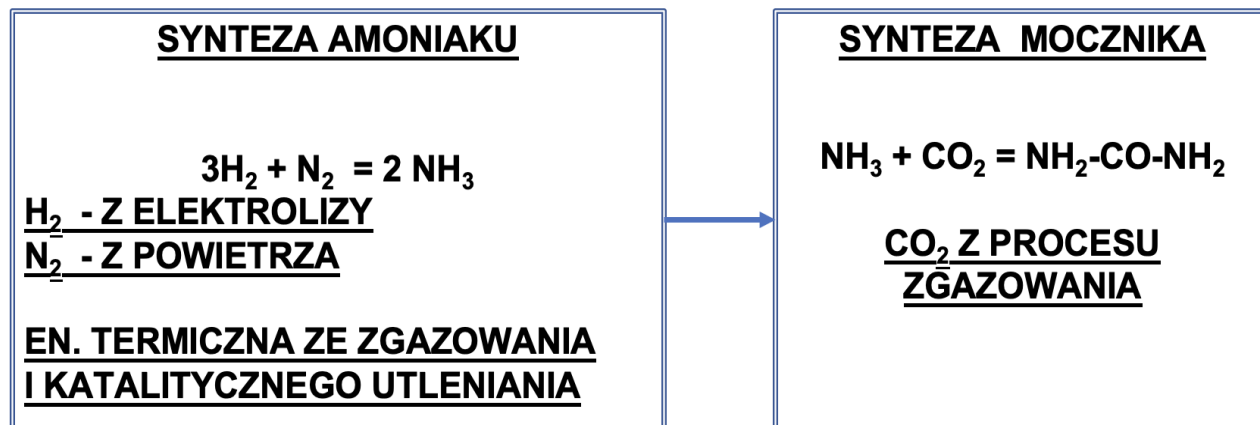 SYNTEZA AMONIAKU
3H₂ + N₂ = 2 NH₃
H₂ - Z ELEKTROLIZY
N₂ - Z POWIETRZA
EN. TERMICZNA ZE ZGAZOWANIA
I KATALITYCZNEGO UTLENIANIA
SYNTEZA MOCZNIKA
NH₃ + CO₂ = NH₂-CO-NH₂
CO₂ Z PROCESU
ZGAZOWANIA